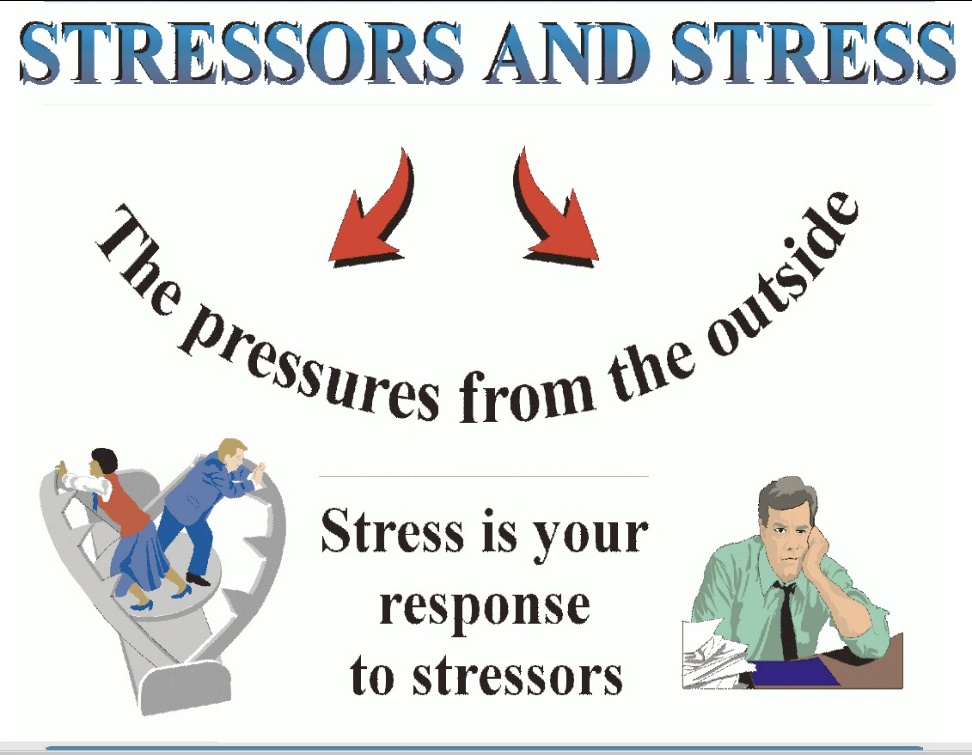 STRESSORS AND STRESS
The pressures from the outside
Stress is your
response
to stressors